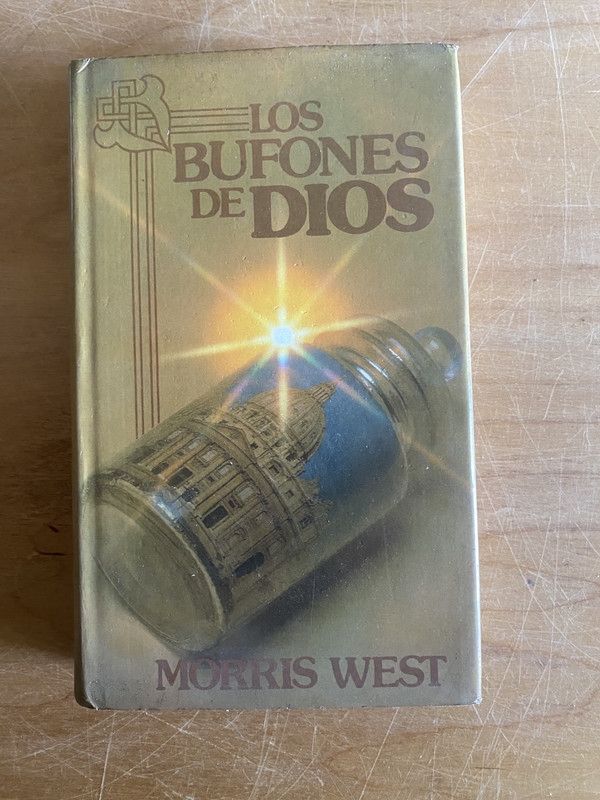 LOS
BUFONES
DE DIOS
MORRIS WEST